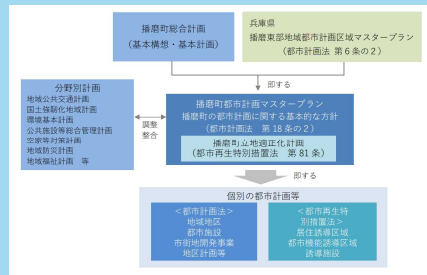 播磨町総合計画
（基本構想・基本計画）
兵庫県
播磨東部地域都市計画区域マスタープラン
（都市計画法 第６条の２）
即する
分野別計画
地域公共交通計画
国土強靭化地域計画
環境基本計画
公共施設等総合管理計画
空家等対策計画
地域防災計画
地域福祉計画 等
調整
整合
播磨町都市計画マスタープラン
播磨町の都市計画に関する基本的な方針
（都市計画法 第18条の２）
播磨町立地適正化計画
（都市再生特別措置法 第81条）
即する
個別の都市計画等
＜都市計画法＞
地域地区
都市施設
市街地開発事業
地区計画等
＜都市再生特
別措置法＞
居住誘導区域
都市機能誘導区域
誘導施設